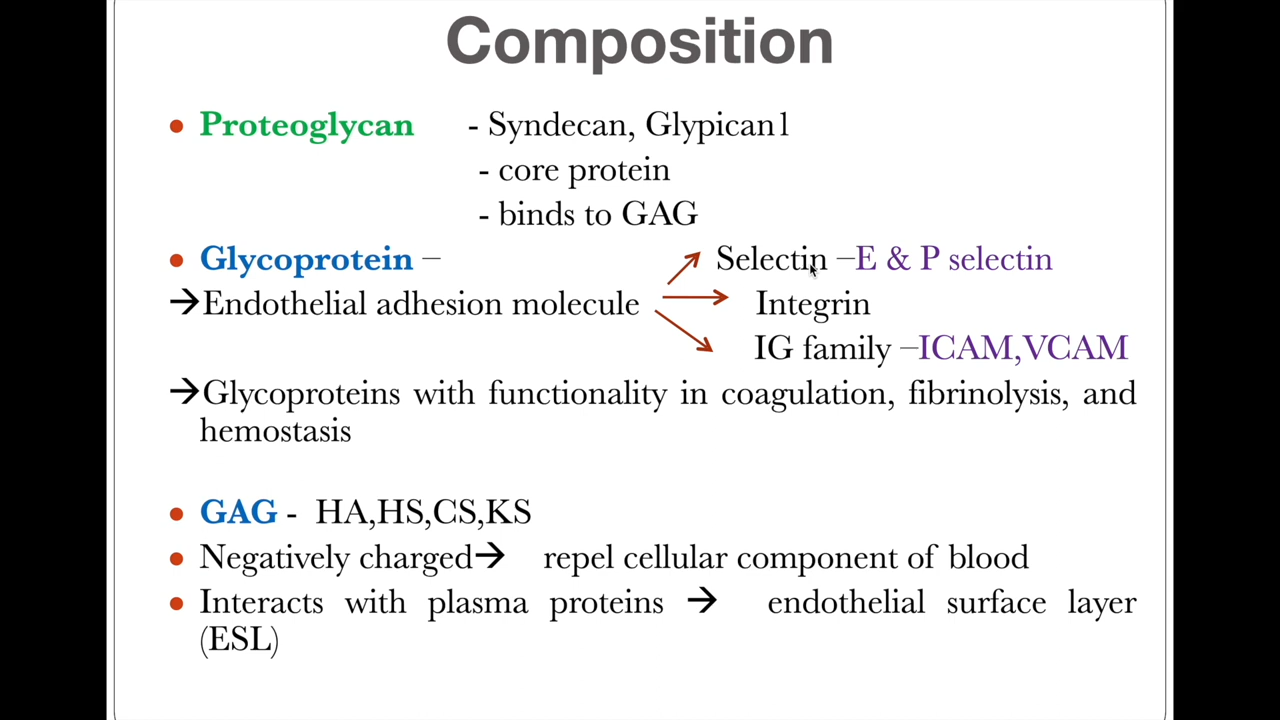 Composition
• Proteoglycan - Syndecan, Glypican1
- core protein
- binds to GAG
• Glycoprotein – Selectin –E & P selectin
→Endothelial adhesion molecule Integrin
IG family –ICAM,VCAM
→Glycoproteins with functionality in coagulation, fibrinolysis, and
hemostasis
• GAG - HA,HS,CS,KS
• Negatively charged→ repel cellular component of blood
• Interacts with plasma proteins → endothelial surface layer
(ESL)